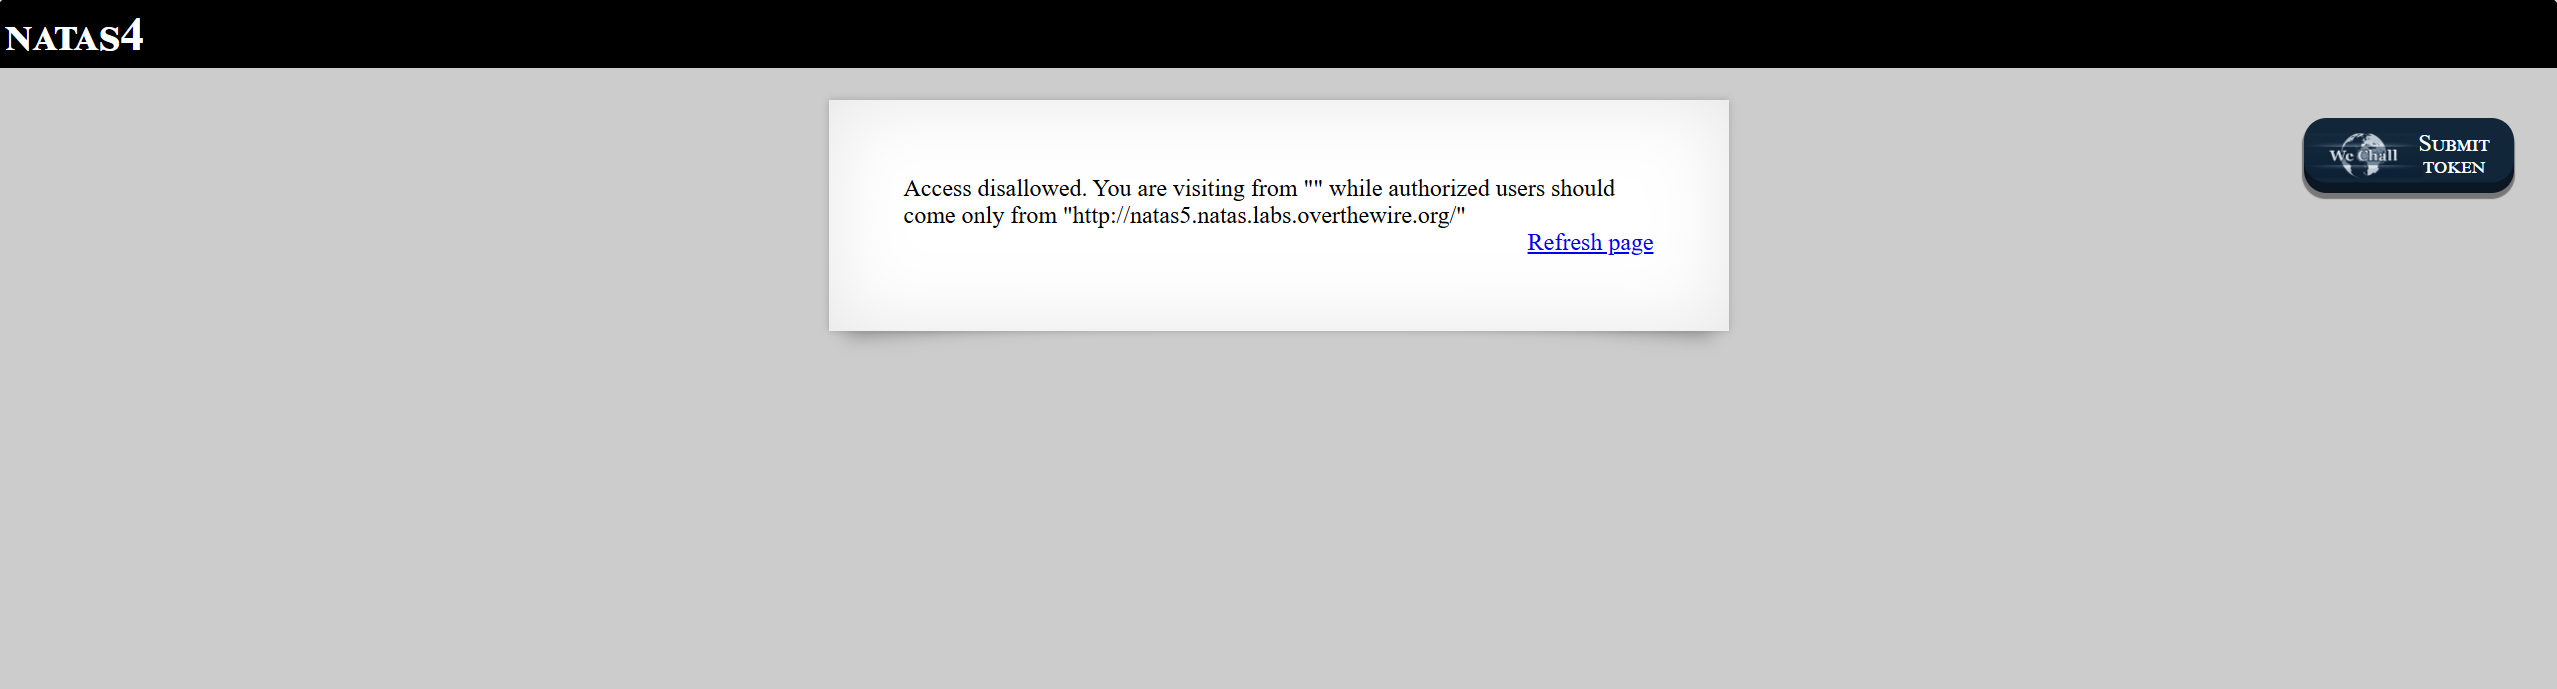 NATAS4
Access disallowed. You are visiting from "" while authorized users should
come only from "http://natas5.natas.labs.overthewire.org/"
Refresh page
We Chall
SUBMIT
TOKEN